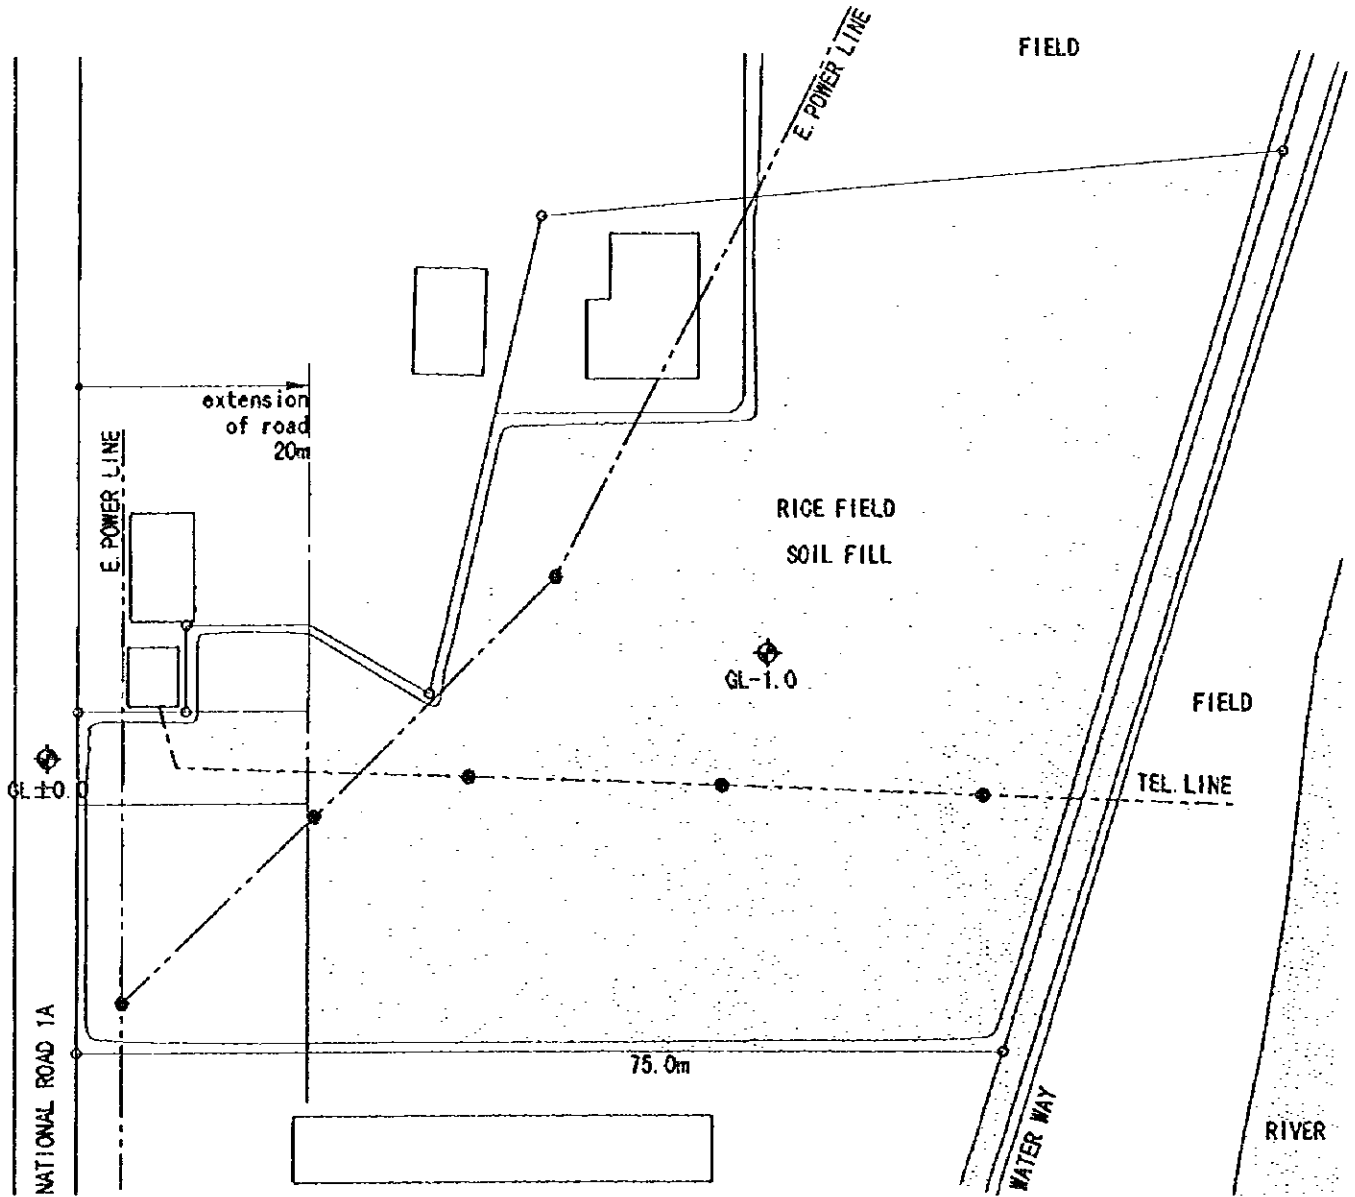 FIELD
E. POWER LINE
extension
of road
20m
E. POWER LINE
RICE FIELD
SOIL FILL
GL-1.0
FIELD
GL±0.0
TEL. LINE
75.0m
NATIONAL ROAD 1A
WATER WAY
RIVER